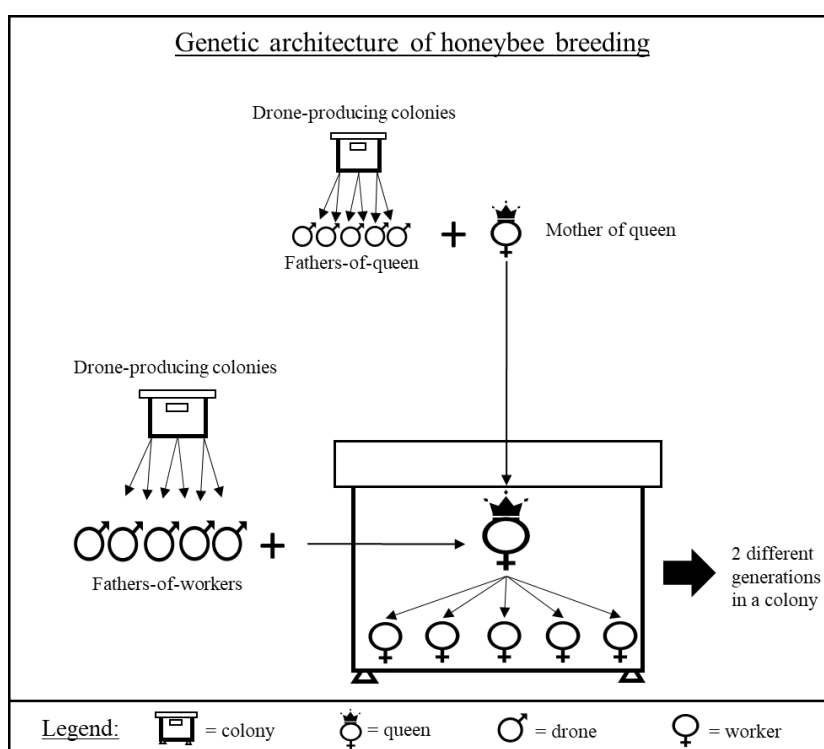 Genetic architecture of honeybee breeding
Drone-producing colonies
Mother of queen
Fathers-of-queen
Drone-producing colonies
Fathers-of-workers
2 different
generations
in a colony
Legend: = colony = queen = drone = worker